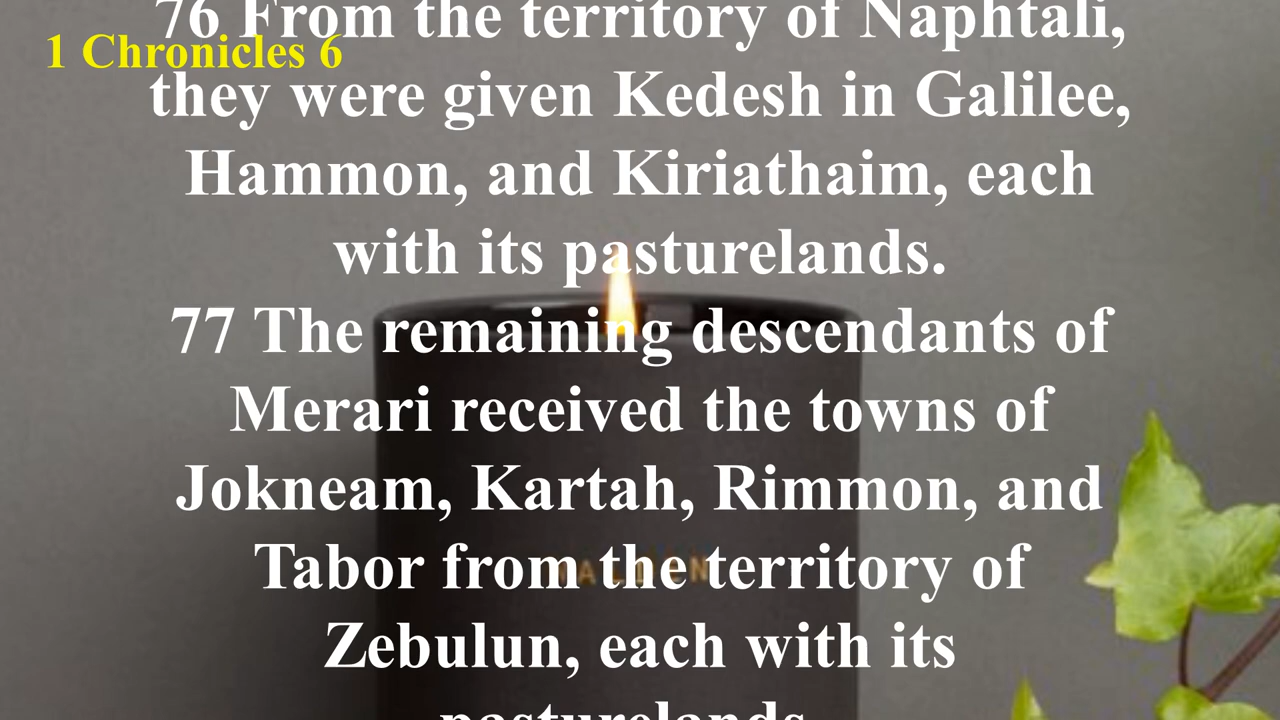 76 From the territory of Naphtali,
1 Chronicles 6
they were given Kedesh in Galilee,
Hammon, and Kiriathaim, each
with its pasturelands.
77 The remaining descendants of
Merari received the towns of
Jokneam, Kartah, Rimmon, and
Tabor from the territory of
Zebulun, each with its
pasturelands.